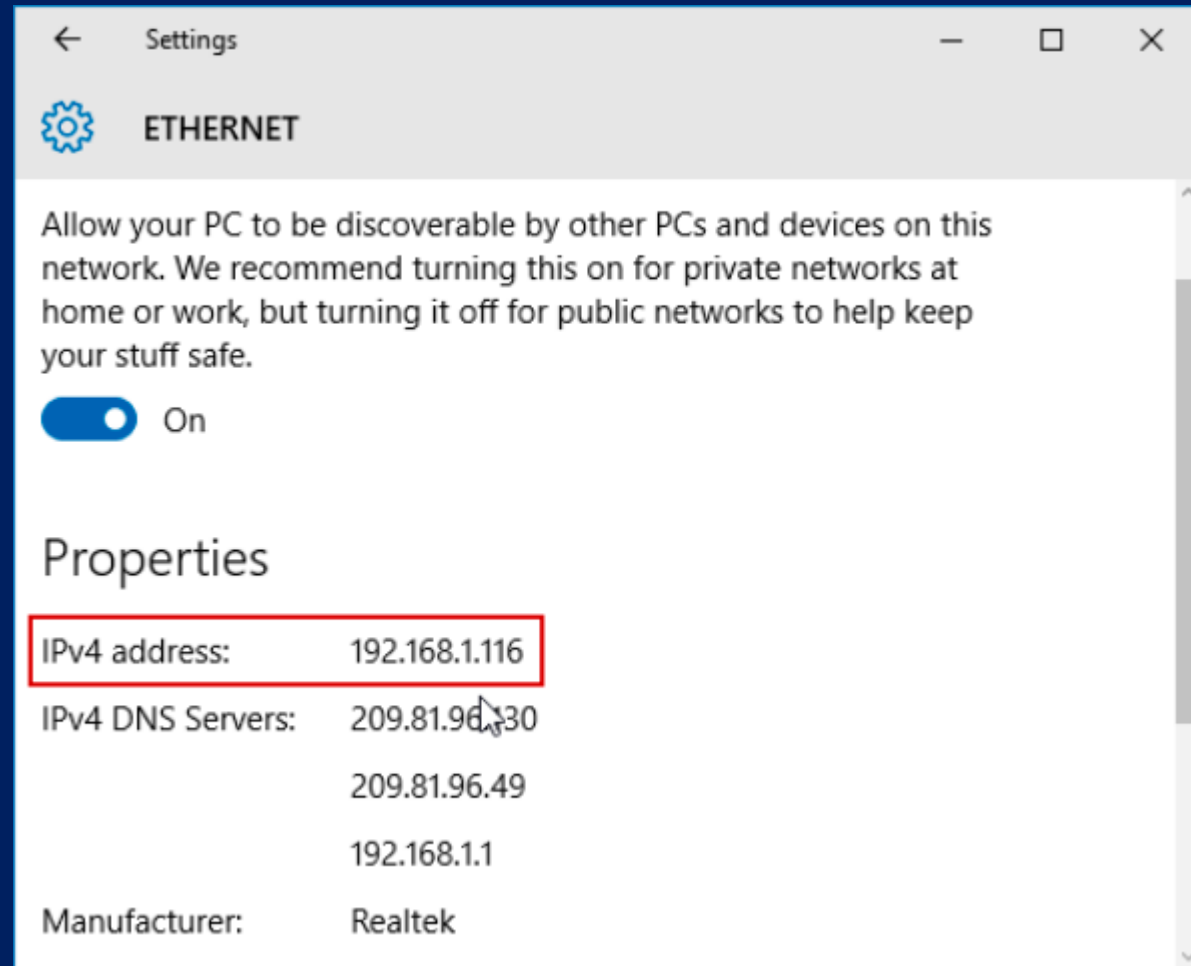 Settings
ETHERNET
Allow your PC to be discoverable by other PCs and devices on this
network. We recommend turning this on for private networks at
home or work, but turning it off for public networks to help keep
your stuff safe.
On
Properties
IPv4 address: 192.168.1.116
IPv4 DNS Servers:
209.81.96.49
192.168.1.1
Manufacturer: Realtek